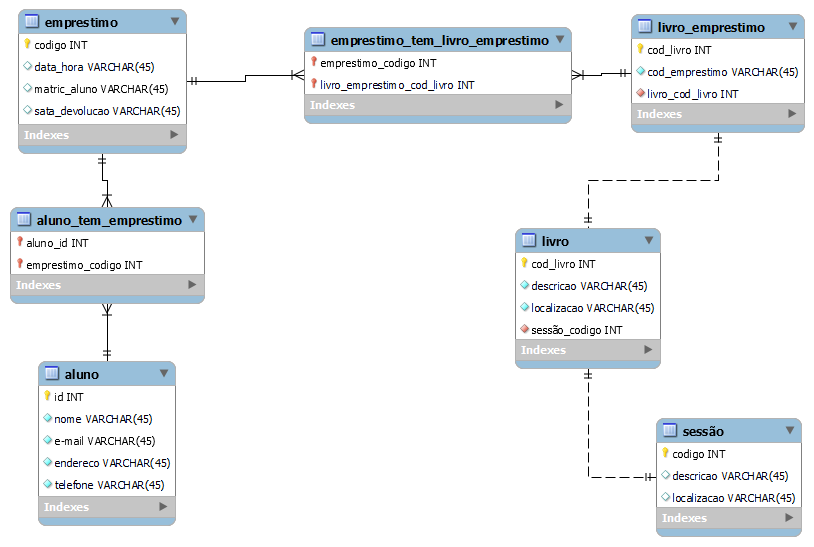 emprestimo
codigo INT
data_hora VARCHAR(45)
matric_aluno VARCHAR(45)
sata_devolucao VARCHAR(45)
Indexes
emprestimo_tem_livro_emprestimo
emprestimo_codigo INT
livro_emprestimo_cod_livro INT
Indexes
livro_emprestimo
cod_livro INT
cod_emprestimo VARCHAR(45)
livro_cod_livro INT
Indexes
aluno_tem_emprestimo
aluno_id INT
emprestimo_codigo INT
Indexes
livro
cod_livro INT
descricao VARCHAR(45)
localizacao VARCHAR(45)
sessão_codigo INT
Indexes
aluno
id INT
nome VARCHAR(45)
e-mail VARCHAR(45)
endereco VARCHAR(45)
telefone VARCHAR(45)
Indexes
sessão
codigo INT
descricao VARCHAR(45)
localizacao VARCHAR(45)
Indexes